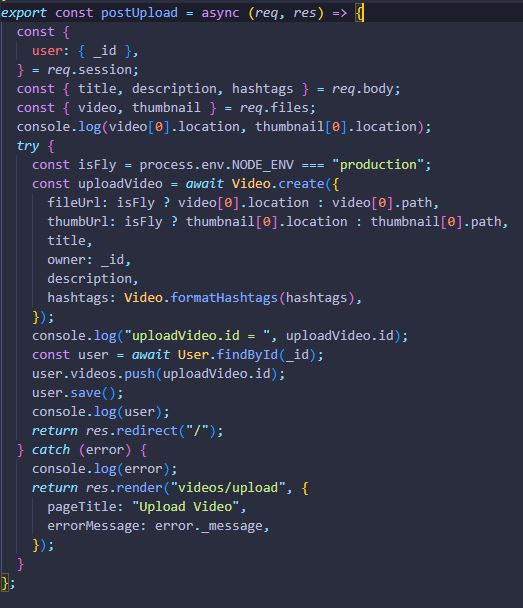 export const postUpload = async (req, res) => {
  const {
    user: { _id },
  } = req.session;
  const { title, description, hashtags } = req.body;
  const { video, thumbnail } = req.files;
  console.log(video[0].location, thumbnail[0].location);
  try {
    const isFly = process.env.NODE_ENV === "production";
    const uploadVideo = await Video.create({
      fileUrl: isFly ? video[0].location : video[0].path,
      thumbUrl: isFly ? thumbnail[0].location : thumbnail[0].path,
      title,
      owner: _id,
      description,
      hashtags: Video.formatHashtags(hashtags),
    });
    console.log("uploadVideo.id = ", uploadVideo.id);
    const user = await User.findById(_id);
    user.videos.push(uploadVideo.id);
    user.save();
    console.log(user);
    return res.redirect("/");
  } catch (error) {
    console.log(error);
    return res.render("videos/upload", {
      pageTitle: "Upload Video",
      errorMessage: error._message,
    });
  }
};